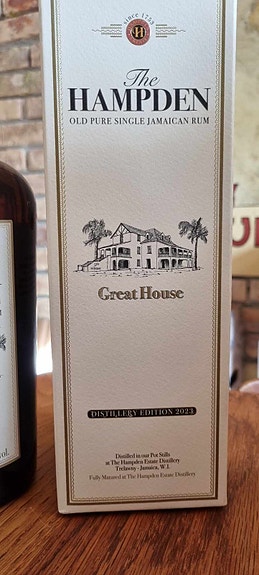 since 1753
H
The
HAMPDEN
OLD PURE SINGLE JAMAICAN RUM
Great House
DISTILLERY EDITION 2023
Distilled in our Pot Stills
at The Hampden Estate Distillery
Trelawny - Jamaica, W.I.
Fully Matured at The Hampden Estate Distillery
vol.